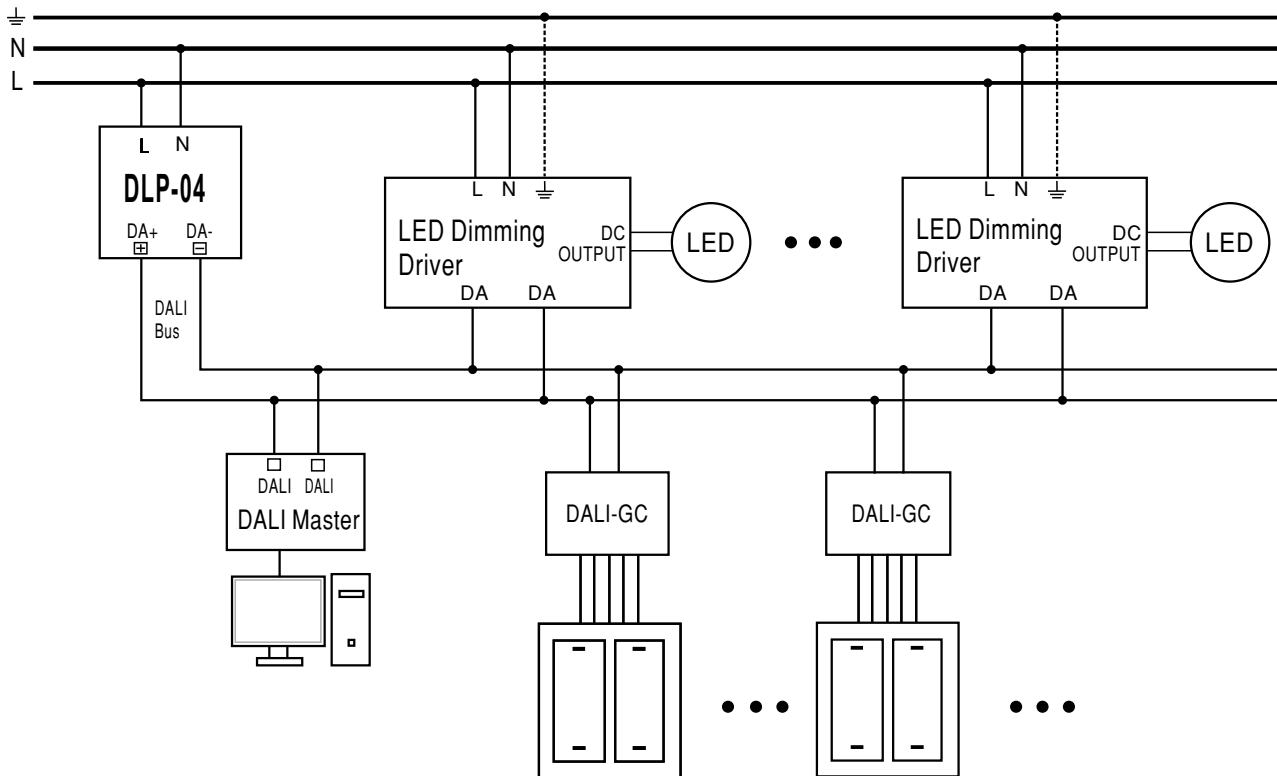 N
L
L N
DLP-04
DA+ DA-
DALI
Bus
L N
LED Dimming
Driver
DC
OUTPUT
DA DA
LED
L N
LED Dimming
Driver
DC
OUTPUT
DA DA
LED
DALI DALI
DALI Master
DALI-GC
DALI-GC